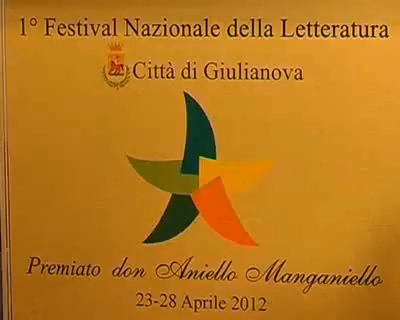 1° Festival Nazionale della Letteratura
Città di Giulianova
Premiato don Aniello Manganiello
23-28 Aprile 2012